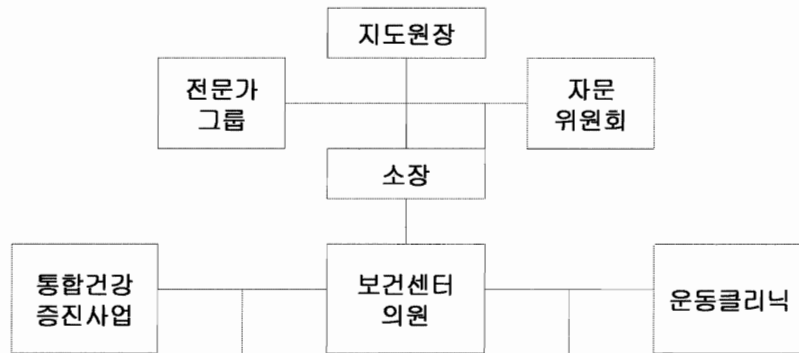 지도원장
전문가
그룹
자문
위원회
소장
통합건강
증진사업
보건센터
의원
운동클리닉